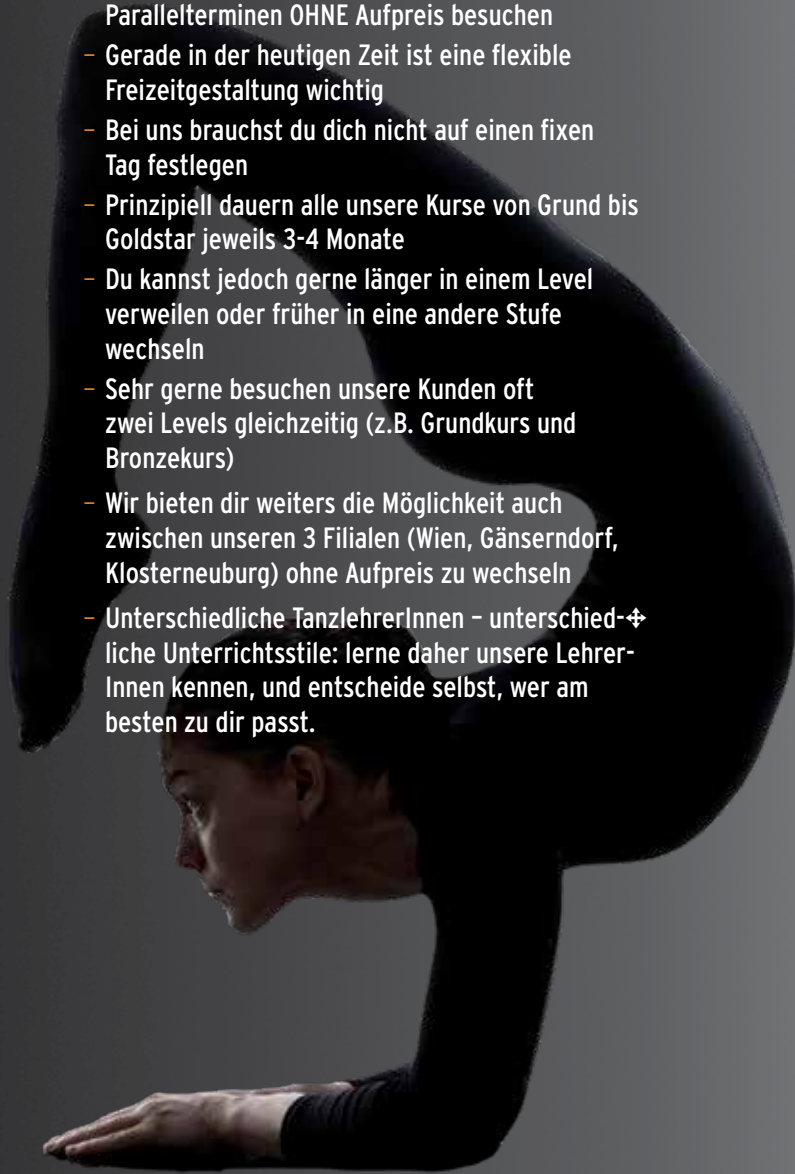 Parallelterminen OHNE Aufpreis besuchen
– Gerade in der heutigen Zeit ist eine flexible
Freizeitgestaltung wichtig
– Bei uns brauchst du dich nicht auf einen fixen
Tag festlegen
– Prinzipiell dauern alle unsere Kurse von Grund bis
Goldstar jeweils 3-4 Monate
– Du kannst jedoch gerne länger in einem Level
verweilen oder früher in eine andere Stufe
wechseln
– Sehr gerne besuchen unsere Kunden oft
zwei Levels gleichzeitig (z.B. Grundkurs und
Bronzekurs)
– Wir bieten dir weiters die Möglichkeit auch
zwischen unseren 3 Filialen (Wien, Gänserndorf,
Klosterneuburg) ohne Aufpreis zu wechseln
– Unterschiedliche TanzlehrerInnen – unterschied-
liche Unterrichtsstile: lerne daher unsere Lehrer-
Innen kennen, und entscheide selbst, wer am
besten zu dir passt.